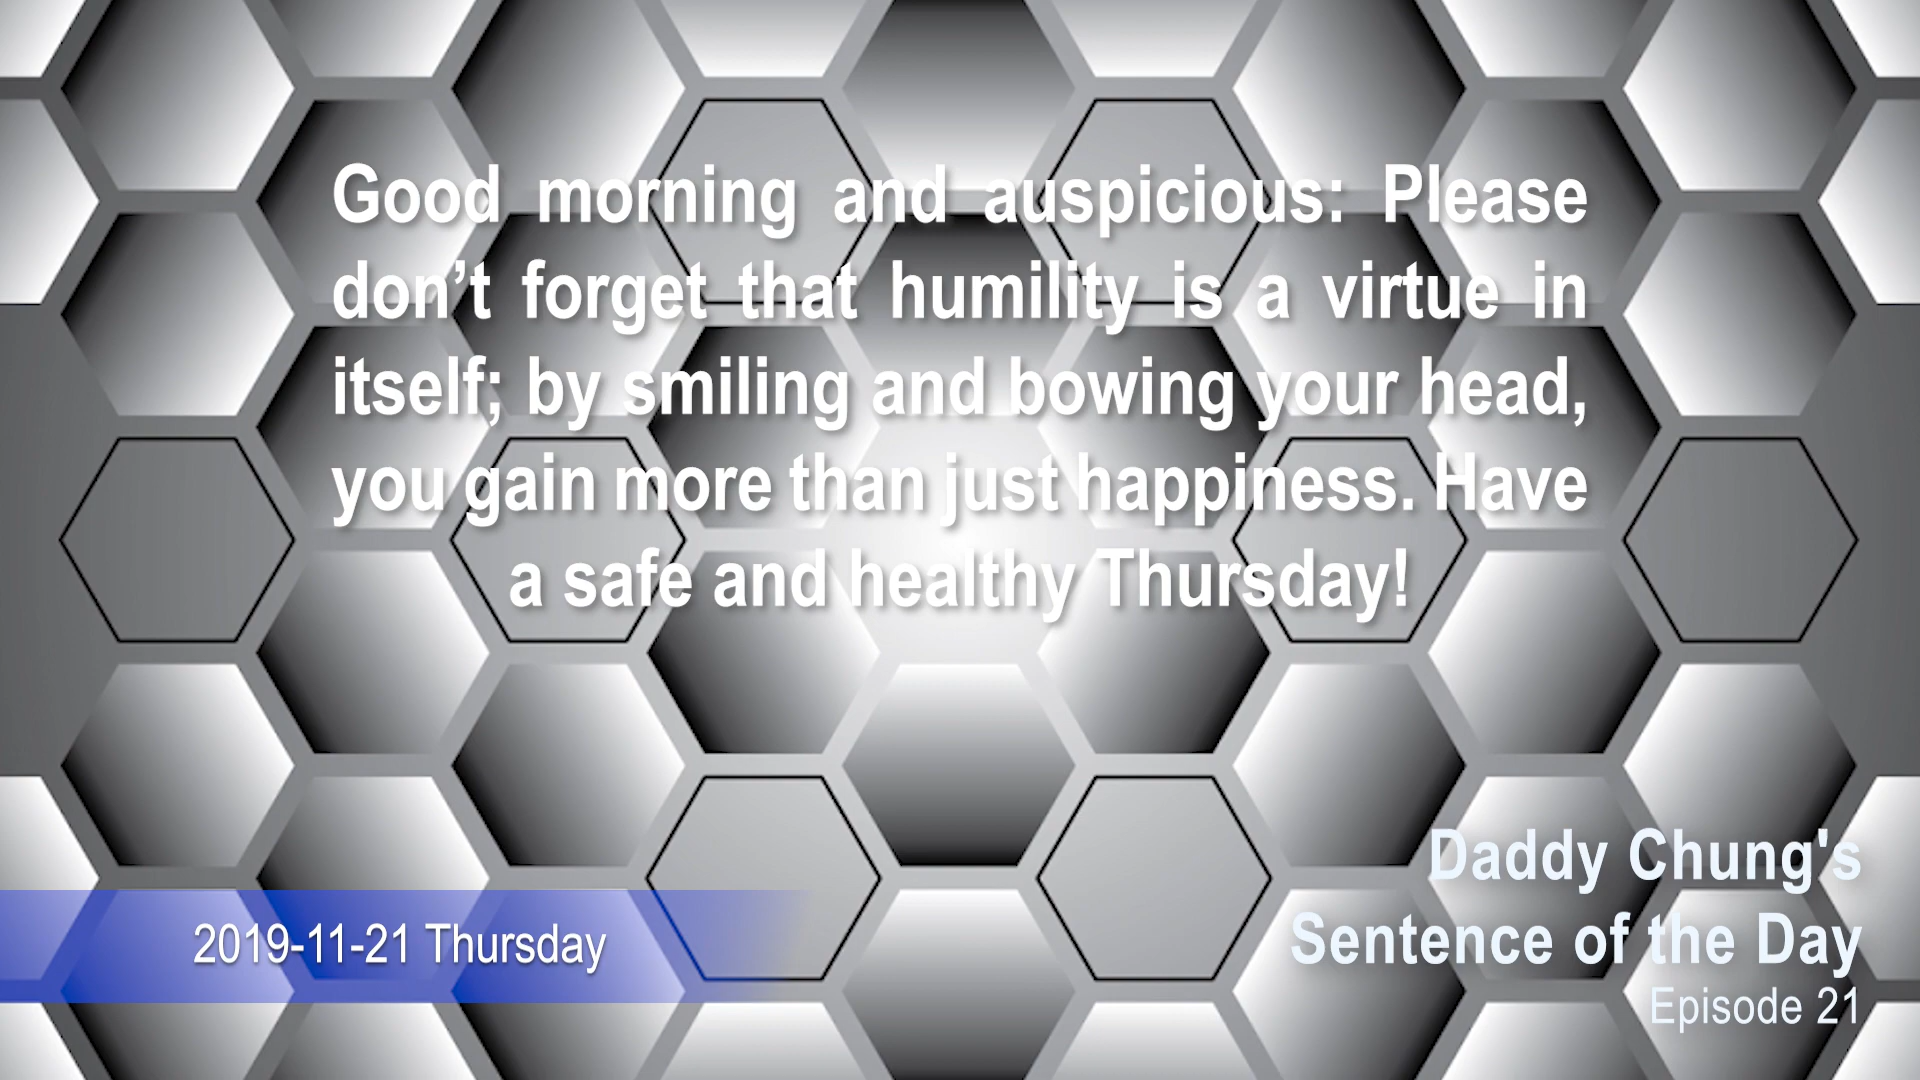 Good morning and auspicious: Please
don’t forget that humility is a virtue in
itself; by smiling and bowing your head,
you gain more than just happiness. Have
a safe and healthy Thursday!
Daddy Chung's
Sentence of the Day
Episode 21
2019-11-21 Thursday